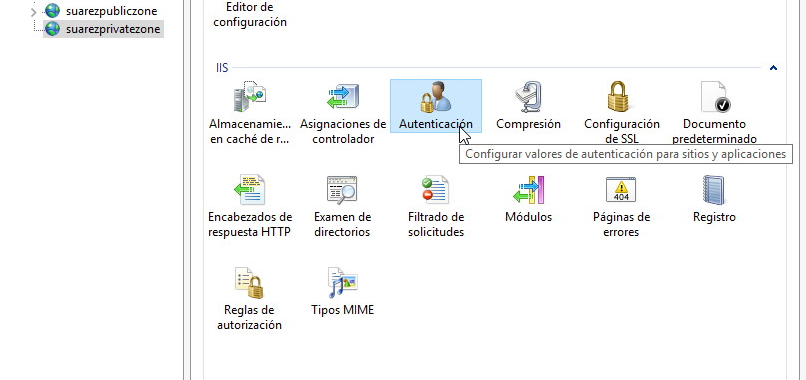 suarezpubliczone
suarezprivatezone
Editor de
configuración
IIS
Almacenamie... Asignaciones de Autenticación Compresión Configuración Documento
en caché de r... controlador de SSL predeterminado
Configurar valores de autenticación para sitios y aplicaciones
Encabezados de Examen de Filtrado de Módulos Páginas de Registro
respuesta HTTP directorios solicitudes errores
404
Reglas de Tipos MIME
autorización